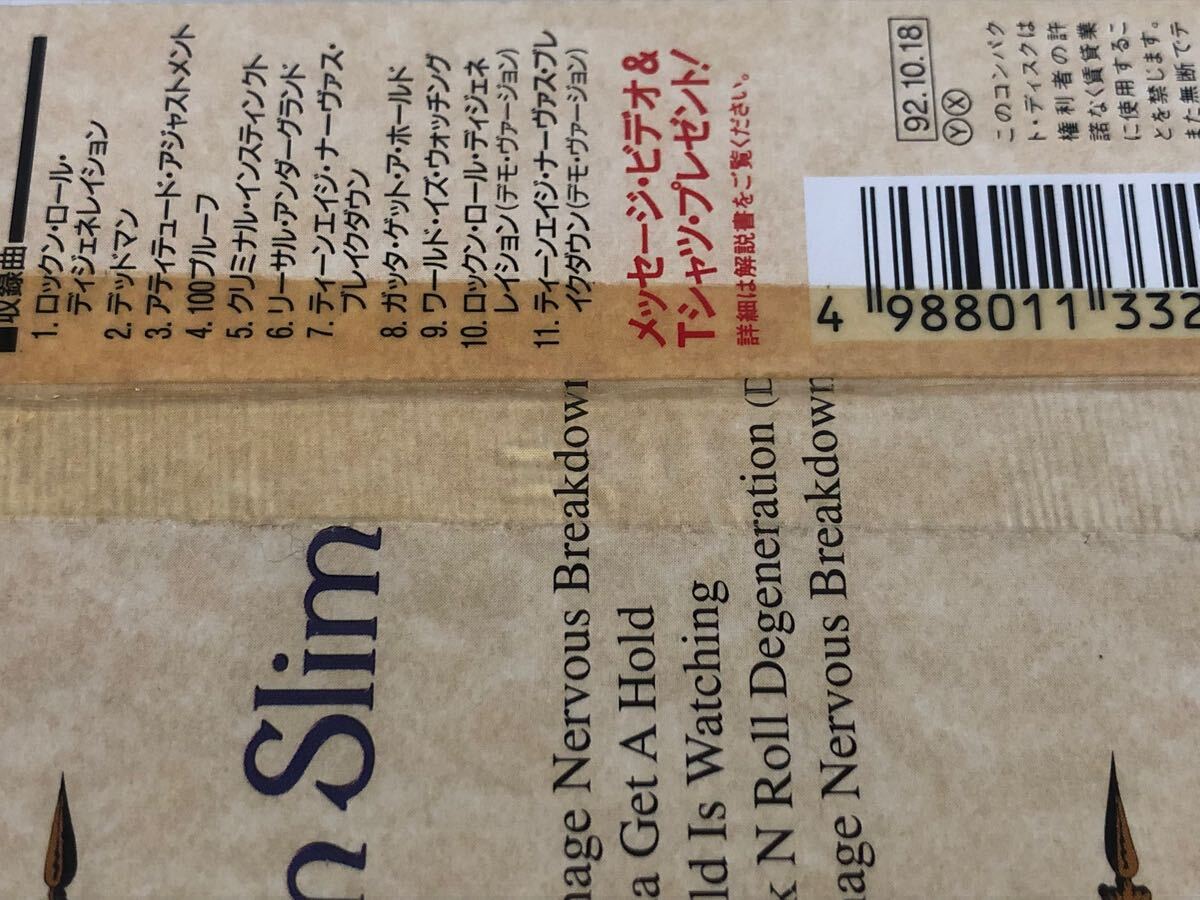 収録曲
1. ロックン・ロール・
ディジェネレイション
2. デッドマン
3. アティテュード・アジャストメント
4. 100プルーフ
5. クリミナル・インスティンクト
6. リーサル・アンダーグランド
7. ティーンエイジ・ナーヴァス・
ブレイクダウン
8. ガッタ・ゲット・ア・ホールド
9. ワールド・イズ・ウォッチング
10. ロックン・ロール・ディジェネ
レイション(デモ・ヴァージョン)
11. ティーンエイジ・ナーヴァス・ブレ
イクダウン(デモ・ヴァージョン)
メッセージ・ビデオ&
Tシャツ・プレゼント!
詳細は解説書をご覧ください。
92.10.18
Ⓨ Ⓧ
このコンパク
ト・ディスクは
権利者の許
諾なく賃貸業
に使用するこ
とを禁じます。
また無断でテ
4 988011 332
n Slim
nage Nervous Breakdown
a Get A Hold
ld Is Watching
k N Roll Degeneration (D
nage Nervous Breakdown